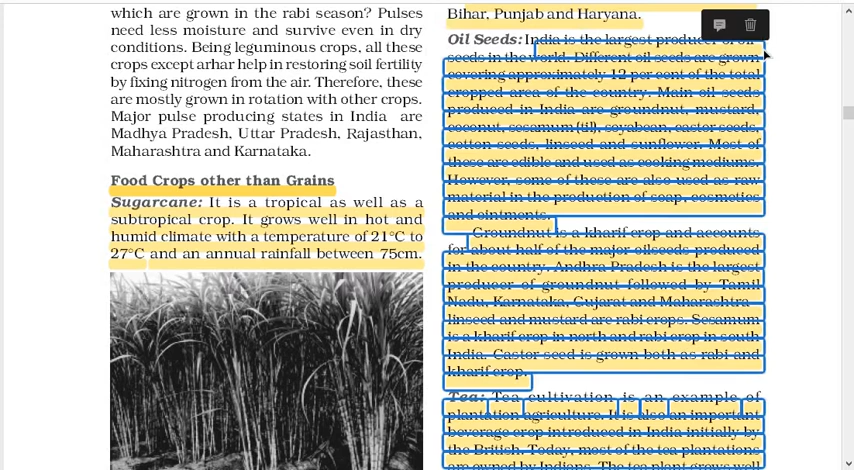 which are grown in the rabi season? Pulses
need less moisture and survive even in dry
conditions. Being leguminous crops, all these
crops except arhar help in restoring soil fertility
by fixing nitrogen from the air. Therefore, these
are mostly grown in rotation with other crops.
Major pulse producing states in India are
Madhya Pradesh, Uttar Pradesh, Rajasthan,
Maharashtra and Karnataka.
Food Crops other than Grains
Sugarcane: It is a tropical as well as a
subtropical crop. It grows well in hot and
humid climate with a temperature of 21°C to
27°C and an annual rainfall between 75cm.
Bihar, Punjab and Haryana.
Oil Seeds: India is the largest producer of oil
seeds in the world. Different oil seeds are grown
covering approximately 12 per cent of the total
cropped area of the country. Main oil-seeds
produced in India are groundnut, mustard,
coconut, sesamum (til), soyabean, castor seeds,
cotton seeds, linseed and sunflower. Most of
these are edible and used as cooking mediums.
However, some of these are also used as raw
material in the production of soap, cosmetics
and ointments.
Groundnut is a kharif crop and accounts
for about half of the major oilseeds produced
in the country. Andhra Pradesh is the largest
producer of groundnut followed by Tamil
Nadu, Karnataka, Gujarat and Maharashtra
linseed and mustard are rabi crops. Sesamum
is a kharif crop in north and rabi crop in south
India. Castor seed is grown both as rabi and
kharif crop.
Tea: Tea cultivation is an example of
plantation agriculture. It is also an important
beverage crop introduced in India initially by
the British. Today, most of the tea plantations
are owned by Indians. The tea plant grows well